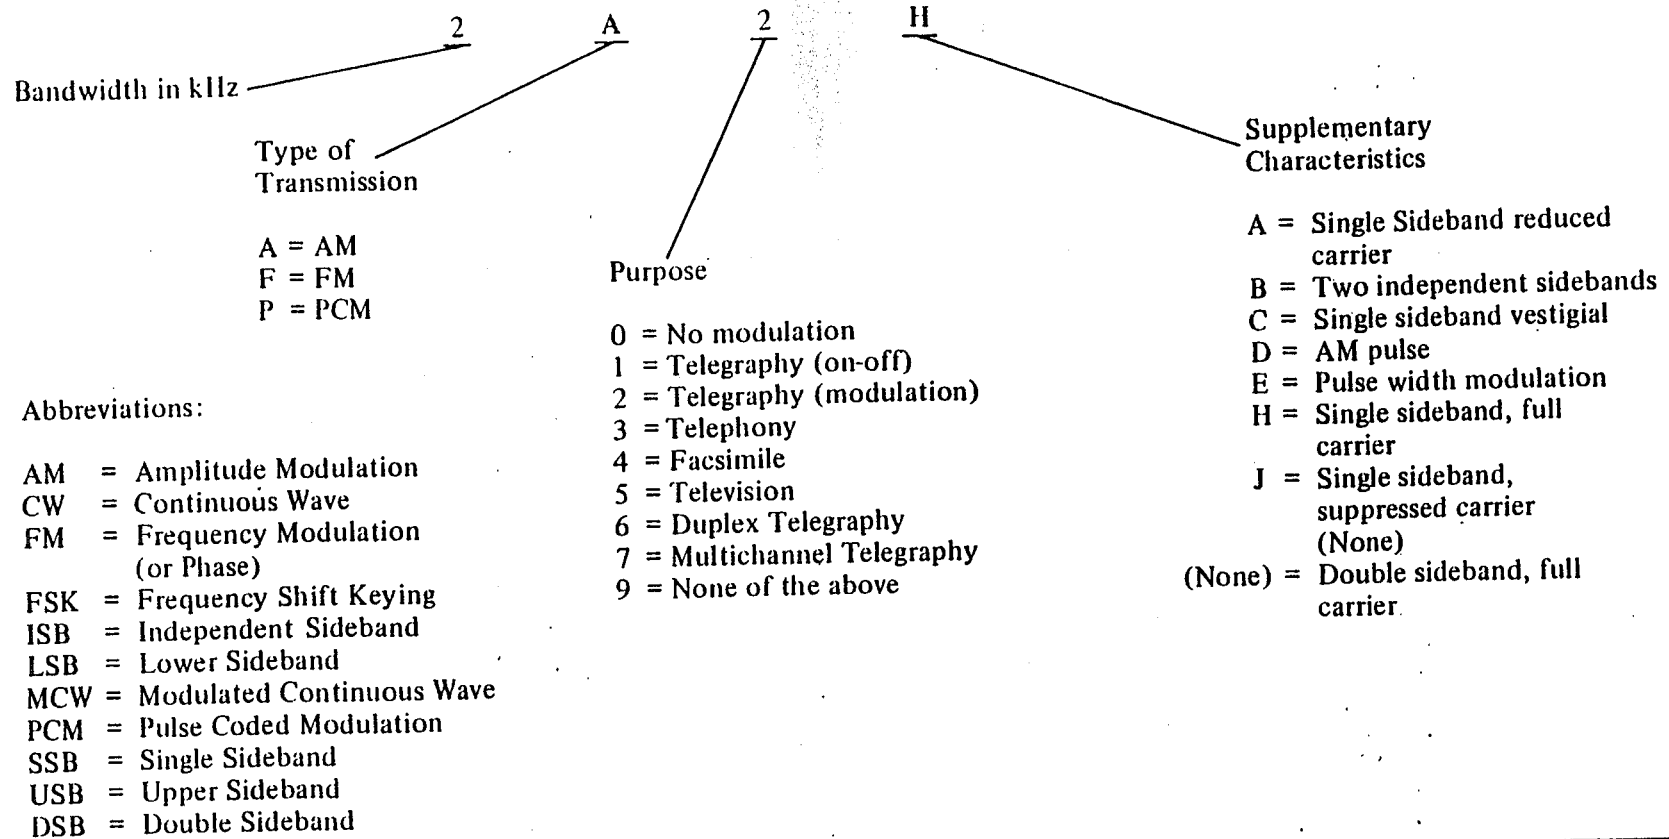 2 A 2 H
Bandwidth in kHz
Type of
Transmission
A = AM
F = FM
P = PCM
Purpose
0 = No modulation
1 = Telegraphy (on-off)
2 = Telegraphy (modulation)
3 = Telephony
4 = Facsimile
5 = Television
6 = Duplex Telegraphy
7 = Multichannel Telegraphy
9 = None of the above
Supplementary
Characteristics
A = Single Sideband reduced
carrier
B = Two independent sidebands
C = Single sideband vestigial
D = AM pulse
E = Pulse width modulation
H = Single sideband, full
carrier
J = Single sideband,
suppressed carrier
(None)
(None) = Double sideband, full
carrier
Abbreviations:
AM = Amplitude Modulation
CW = Continuous Wave
FM = Frequency Modulation
(or Phase)
FSK = Frequency Shift Keying
ISB = Independent Sideband
LSB = Lower Sideband
MCW = Modulated Continuous Wave
PCM = Pulse Coded Modulation
SSB = Single Sideband
USB = Upper Sideband
DSB = Double Sideband